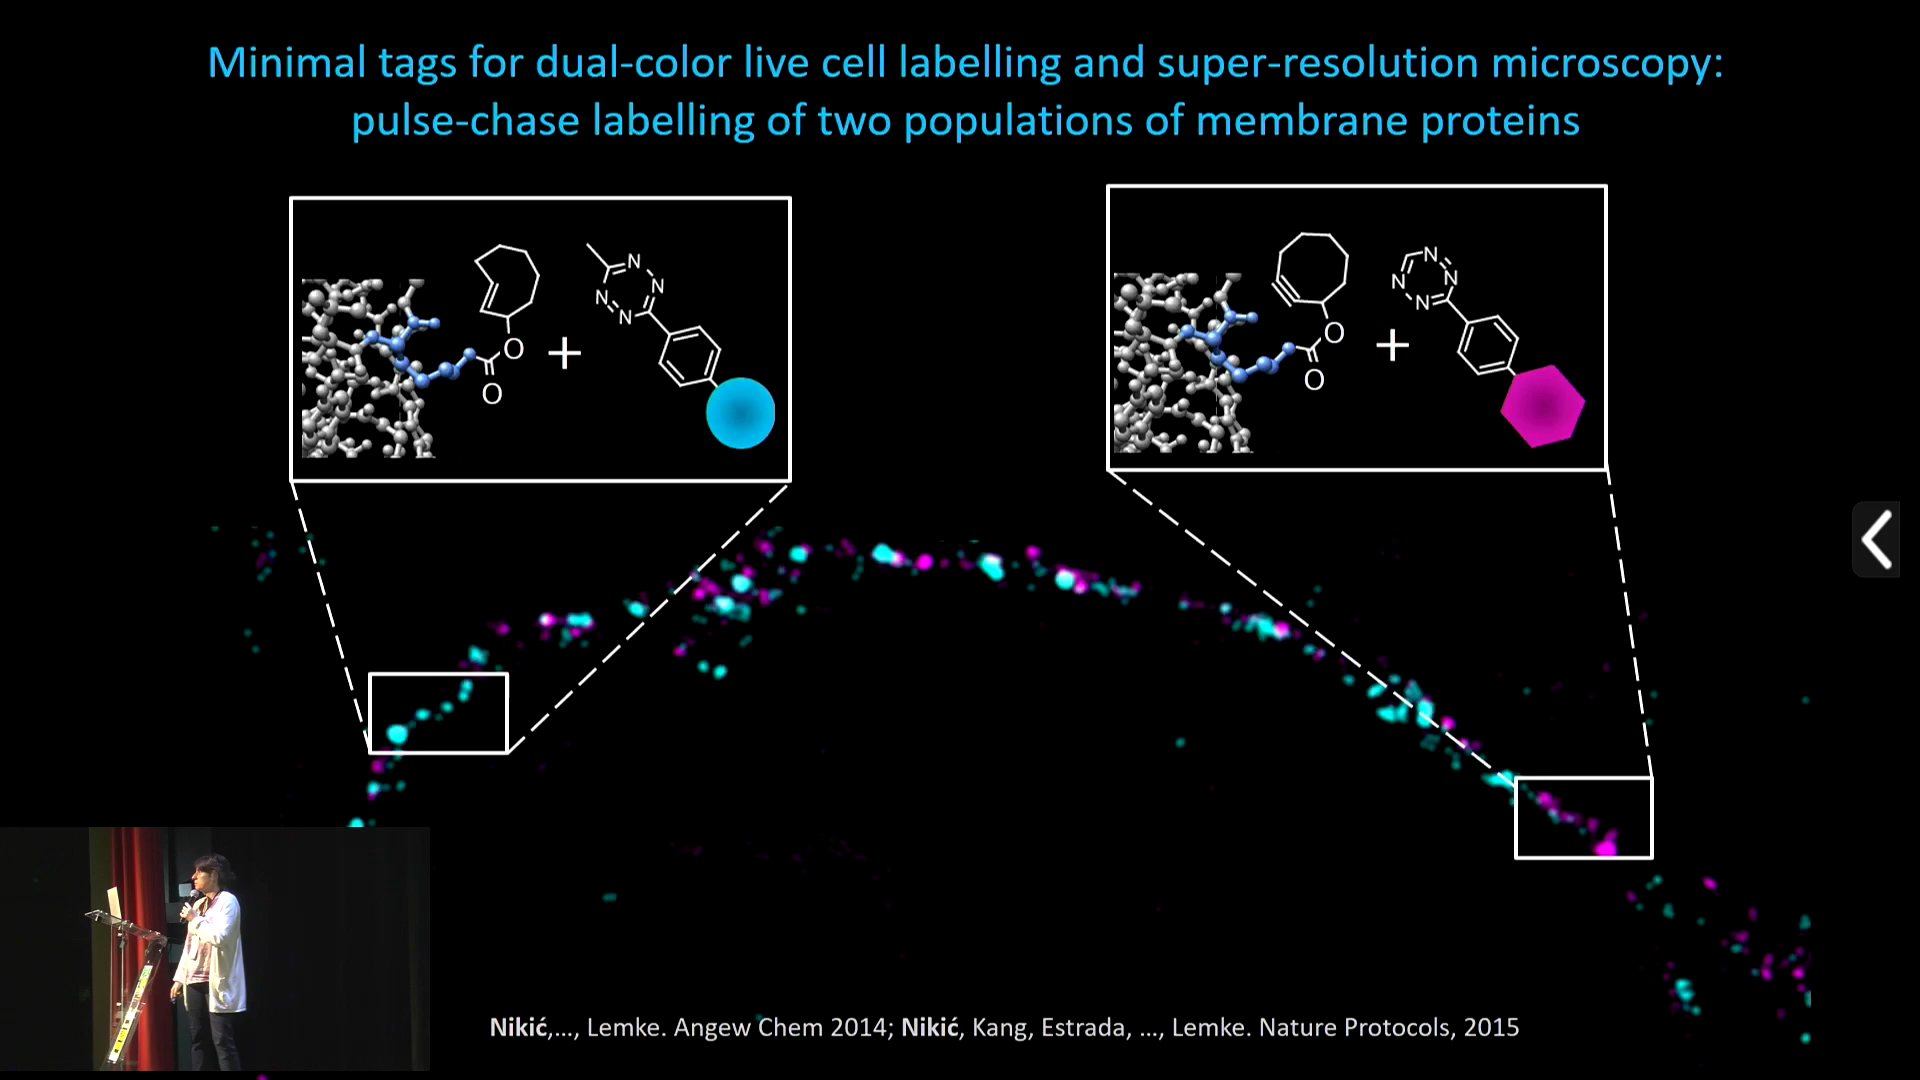 Minimal tags for dual-color live cell labelling and super-resolution microscopy:
pulse-chase labelling of two populations of membrane proteins
O
O
+
N
N
N
N
O
O
+
N
N
N
N
Nikić,..., Lemke. Angew Chem 2014; Nikić, Kang, Estrada, ..., Lemke. Nature Protocols, 2015